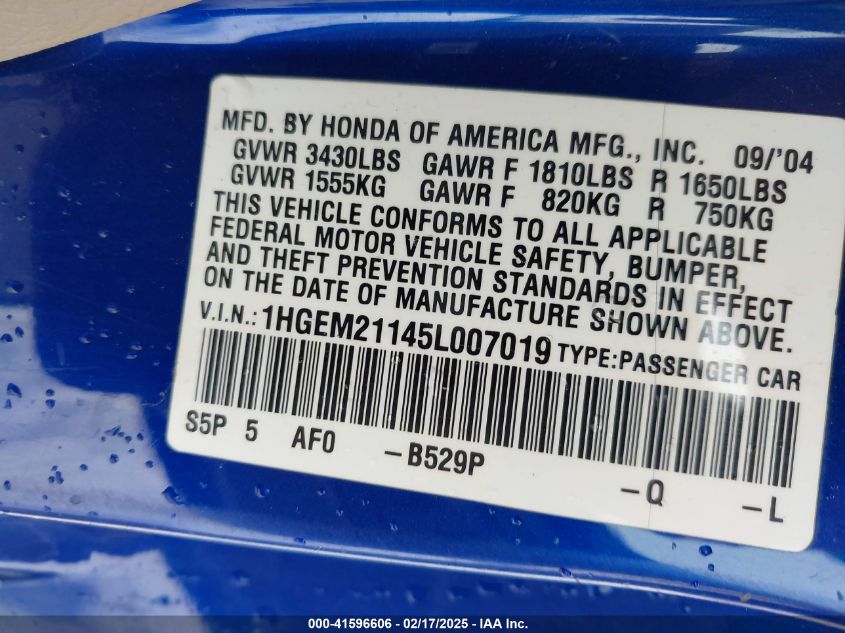 MFD. BY HONDA OF AMERICA MFG., INC. 09/'04
GVWR 3430LBS GAWR F 1810LBS R 1650LBS
GVWR 1555KG GAWR F 820KG R 750KG
THIS VEHICLE CONFORMS TO ALL APPLICABLE
FEDERAL MOTOR VEHICLE SAFETY, BUMPER,
AND THEFT PREVENTION STANDARDS IN EFFECT
ON THE DATE OF MANUFACTURE SHOWN ABOVE.
V.I.N.: 1HGEM21145L007019 TYPE:PASSENGER CAR
S5P 5 AF0 -B529P -Q -L
000-41596606 / 02/17/2025 - IAA Inc.